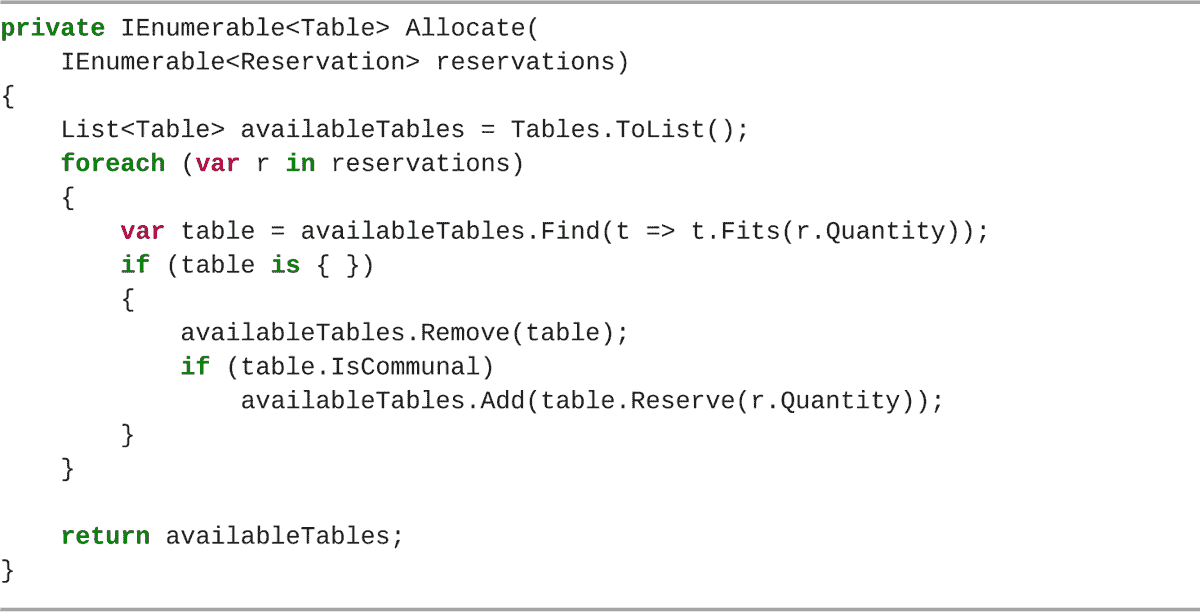 private IEnumerable<Table> Allocate(
    IEnumerable<Reservation> reservations)
{
    List<Table> availableTables = Tables.ToList();
    foreach (var r in reservations)
    {
        var table = availableTables.Find(t => t.Fits(r.Quantity));
        if (table is { })
        {
            availableTables.Remove(table);
            if (table.IsCommunal)
                availableTables.Add(table.Reserve(r.Quantity));
        }
    }

    return availableTables;
}